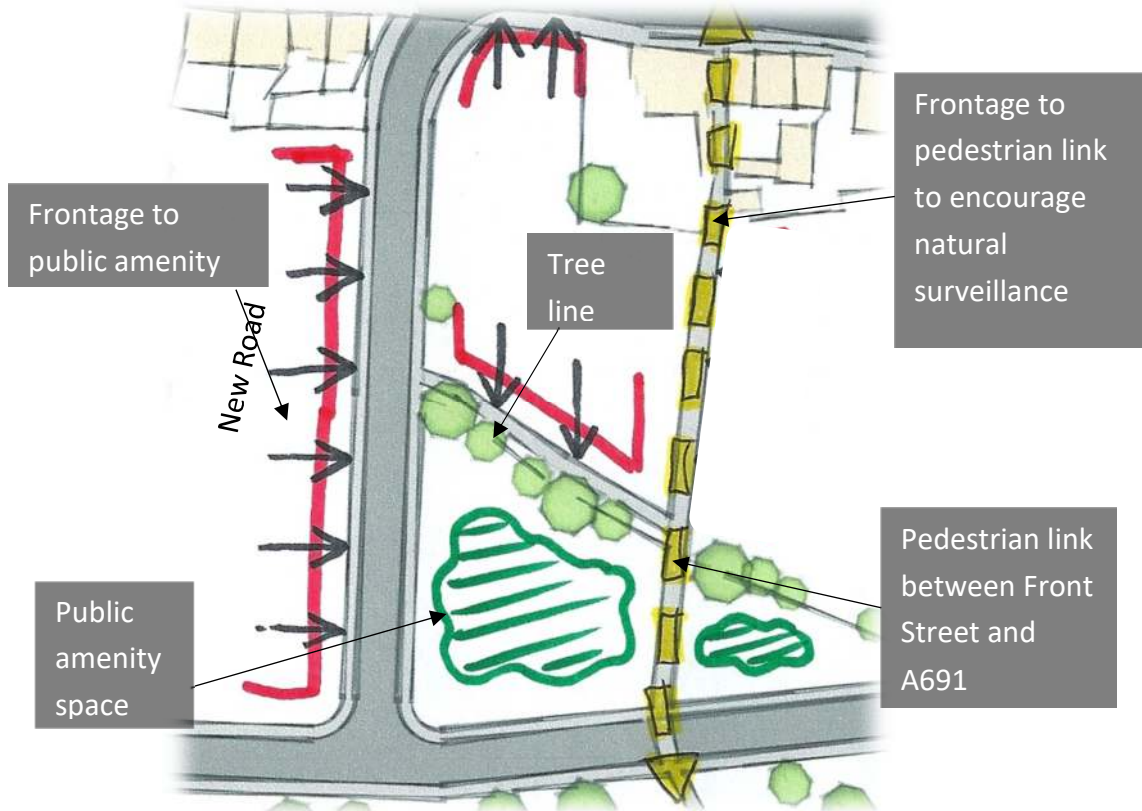 Frontage to
pedestrian link
to encourage
natural
surveillance
Frontage to
public amenity
Tree
line
New Road
Pedestrian link
between Front
Street and
A691
Public
amenity
space